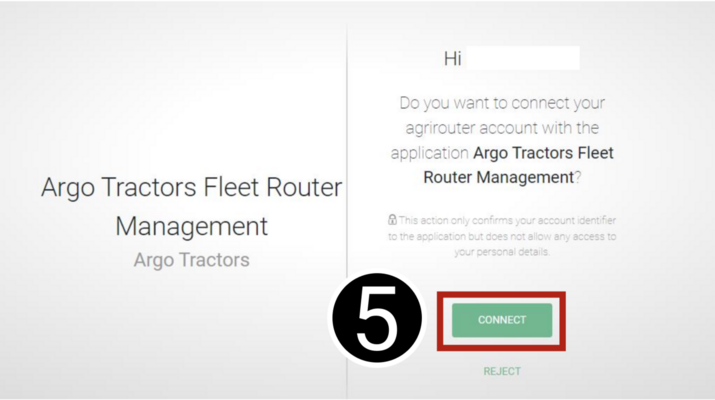 Argo Tractors Fleet Router
Management
Argo Tractors
Hi
Do you want to connect your
agrirouter account with the
application Argo Tractors Fleet
Router Management?
This action only confirms your account identifier
to the application but does not allow any access to
your personal details.
5
CONNECT
REJECT